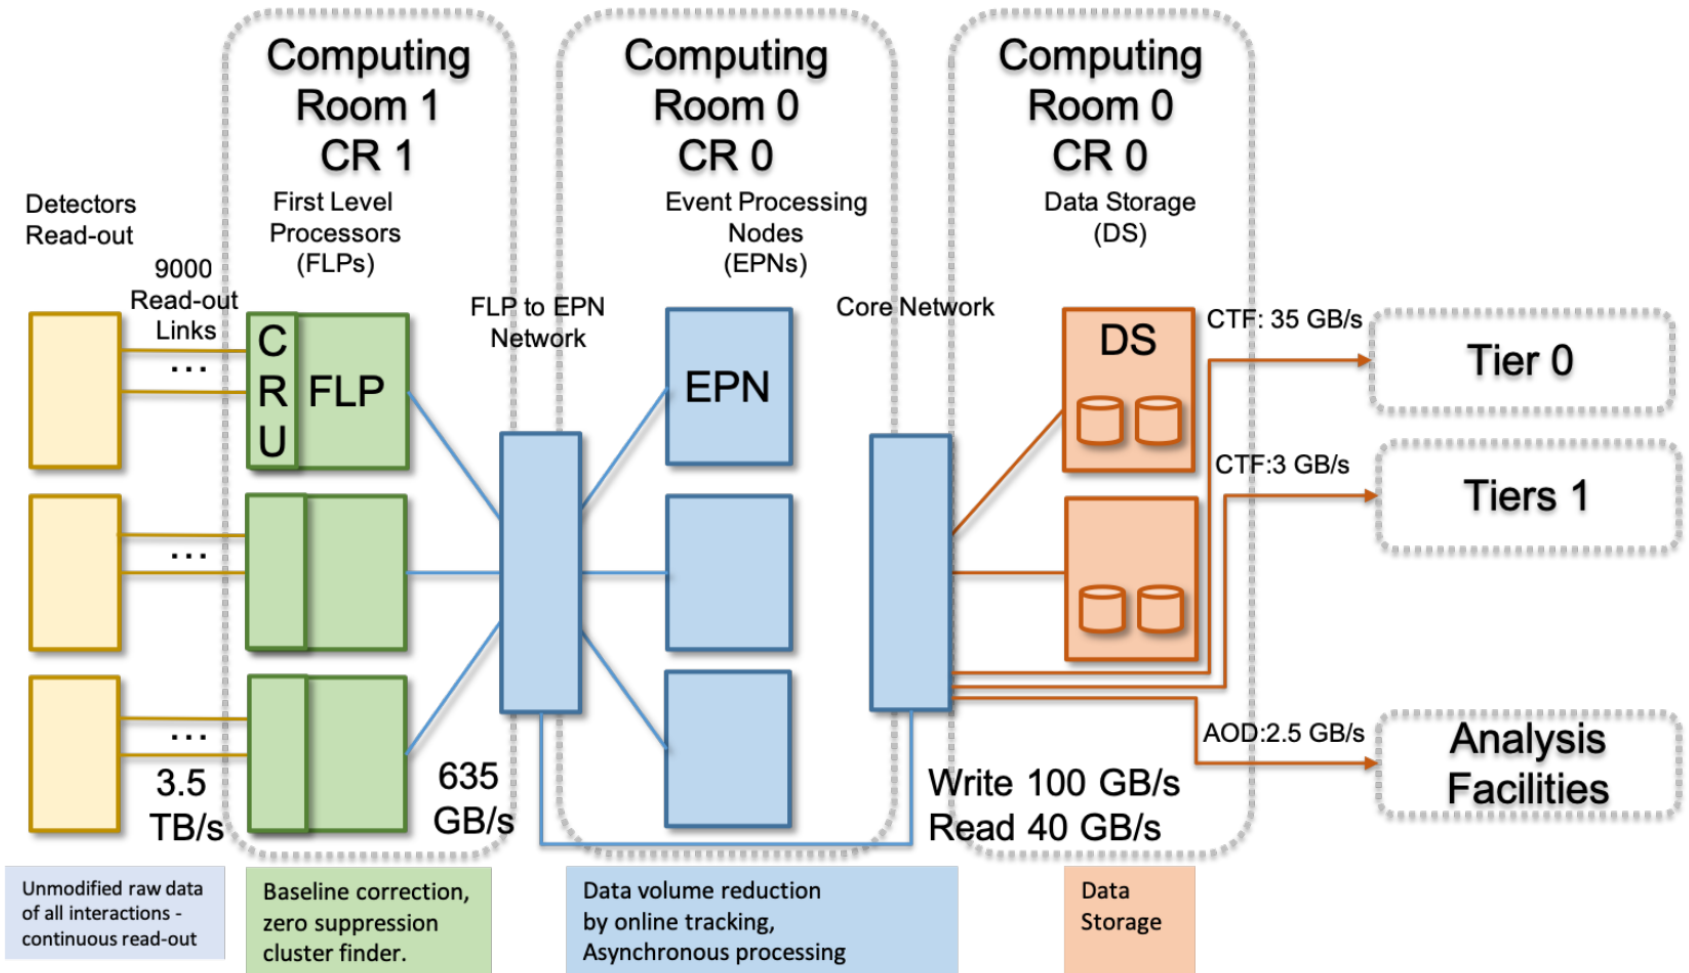 Computing
Room 1
CR 1
Computing
Room 0
CR 0
Computing
Room 0
CR 0
Detectors
Read-out
First Level
Processors
(FLPs)
Event Processing
Nodes
(EPNs)
Data Storage
(DS)
9000
Read-out
Links
FLP to EPN
Network
Core Network
...
C
R
U
FLP
EPN
DS
CTF: 35 GB/s
Tier 0
CTF:3 GB/s
Tiers 1
...
...
3.5
TB/s
635
GB/s
Write 100 GB/s
Read 40 GB/s
AOD:2.5 GB/s
Analysis
Facilities
Unmodified raw data
of all interactions -
continuous read-out
Baseline correction,
zero suppression
cluster finder.
Data volume reduction
by online tracking,
Asynchronous processing
Data
Storage